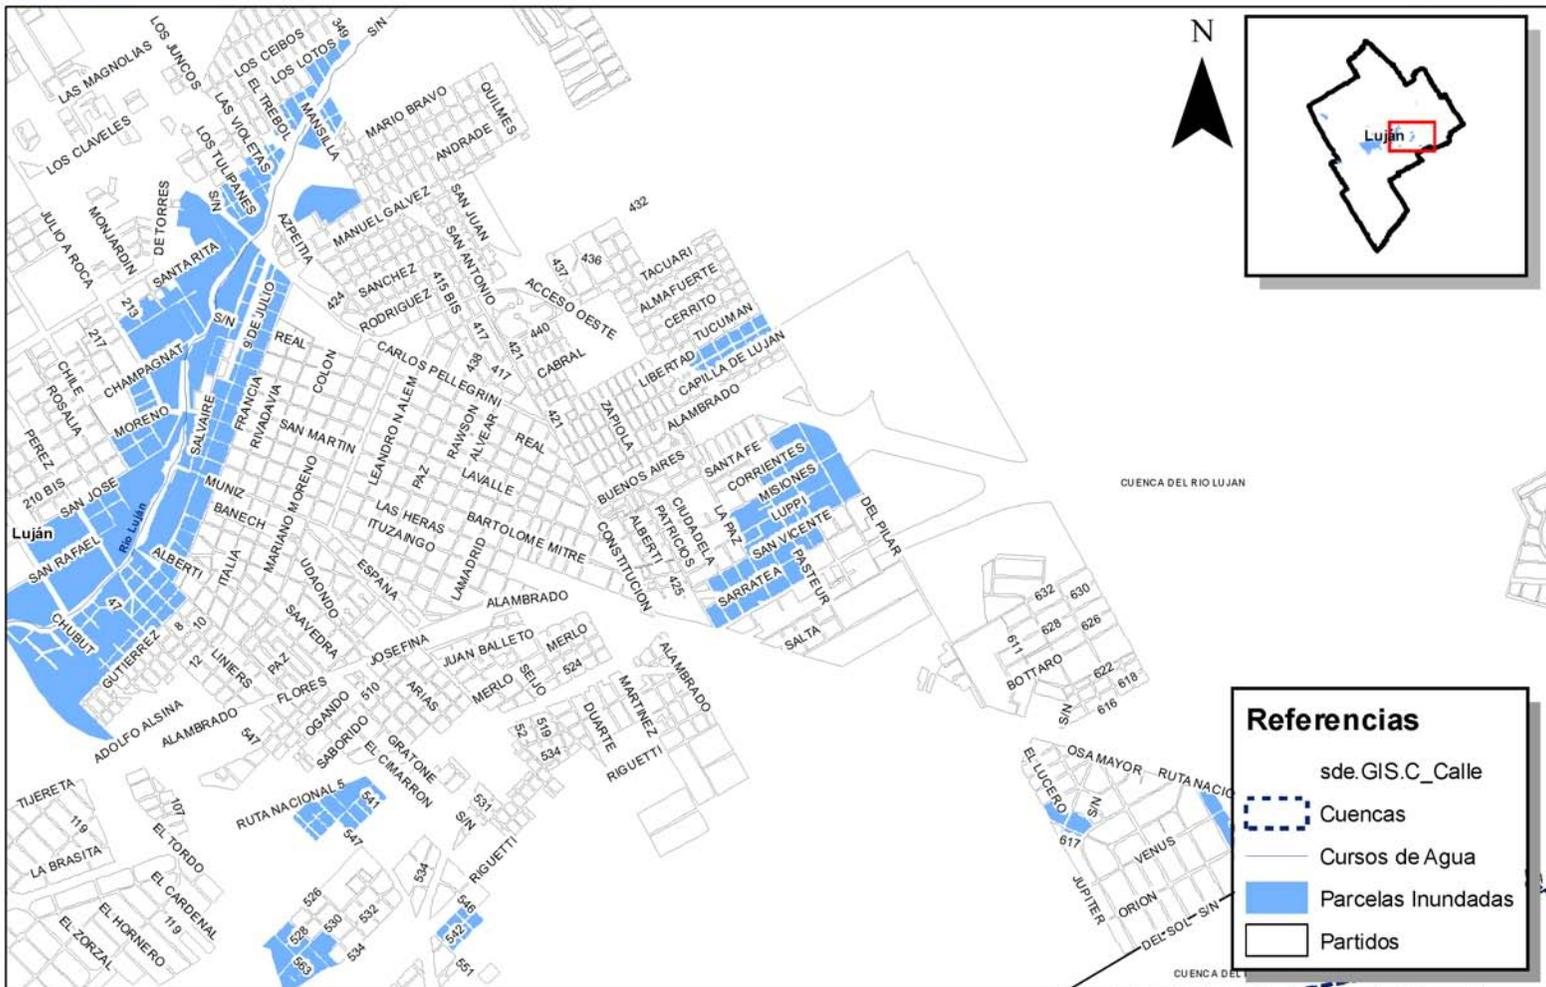 349
S/N
LOS JUNCOS
LOS CEIBOS
LOS LOTOS
LAS MAGNOLIAS
EL TREBOL
LAS VIOLETAS
MANSILLA
MARIO BRAVO
QUILMES
ANDRADE
LOS CLAVELES
LOS TULIPANES
S/N
DE TORRES
MONJARDIN
JULIO A ROCA
AZPEITIA
MANUEL GALVEZ
SAN JUAN
SAN ANTONIO
432
SANTA RITA
213
217
424
SANCHEZ
RODRIGUEZ
415 BIS
417
438
417
421
440
ACCESO OESTE
437
436
TACUARI
ALMAFUERTE
CERRITO
TUCUMAN
LIBERTAD
CAPILLA DE LUJAN
ALAMBRADO
CABRAL
421
ZAPIOLA
S/N
9 DE JULIO
REAL
COLON
CARLOS PELLEGRINI
LEANDRO N ALEM
CHAMPAGNAT
CHILE
ROSALIA
PEREZ
MORENO
SALVAIRE
FRANCIA
RIVADAVIA
SAN MARTIN
RAWSON
ALVEAR
REAL
PAZ
LAVALLE
BUENOS AIRES
SANTA FE
CORRIENTES
MISIONES
LUPPI
SAN VICENTE
LA PAZ
DEL PILAR
PASTEUR
SARRATEA
SALTA
CIUDADELA
PATRICIOS
ALBERTI
425
CONSTITUCION
210 BIS
SAN JOSE
Luján
Rio Luján
SAN RAFAEL
MUNIZ
BANECH
MARIANO MORENO
LAS HERAS
ITUZAINGO
BARTOLOME MITRE
ALBERTI
ITALIA
UDAONDO
ESPANA
LAMADRID
ALAMBRADO
47
CHUBUT
GUTIERREZ
8
10
12
LINIERS
PAZ
SAAVEDRA
JOSEFINA
FLORES
JUAN BALLETO
MERLO
SEIJO
524
MERLO
ARIAS
510
OGANDO
SABORIDO
GRATONE
EL CIMARRON
ADOLFO ALSINA
ALAMBRADO
547
52
519
534
DUARTE
MARTINEZ
ALAMBRADO
RIGUETTI
TIJERETA
119
107
LA BRASITA
EL TORDO
EL CARDENAL
119
EL HORNERO
EL ZORZAL
RUTA NACIONAL 5
541
547
531
S/N
RIGUETTI
534
526
532
530
528
534
563
546
542
551
CUENCA DEL RIO LUJAN
632
630
628
626
611
BOTTARO
622
618
616
S/N
OSA MAYOR
RUTA NACIO
EL LUCERO
S/N
617
VENUS
JUPITER
ORION
DEL SOL S/N
N
Luján
Referencias
sde.GIS.C_Calle
Cuencas
Cursos de Agua
Parcelas Inundadas
Partidos
CUENCA DEL